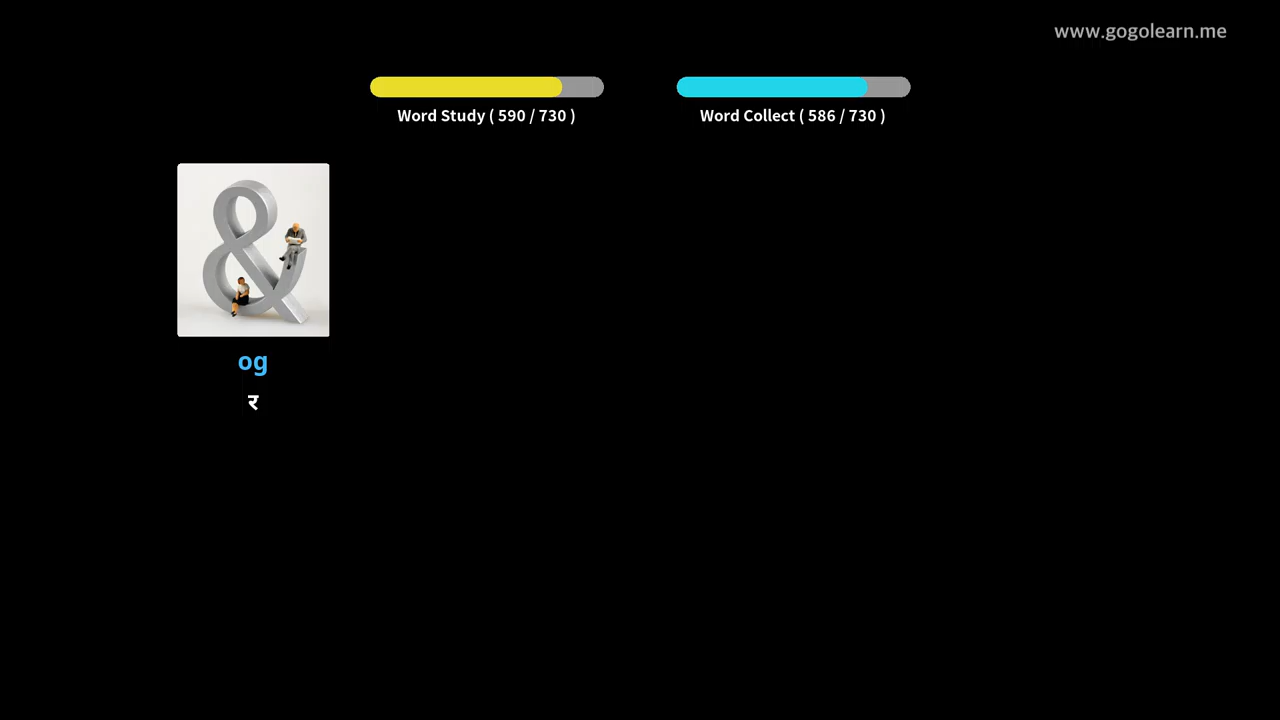 www.gogolearn.me
Word Study ( 590 / 730 )
Word Collect ( 586 / 730 )
&
og
र